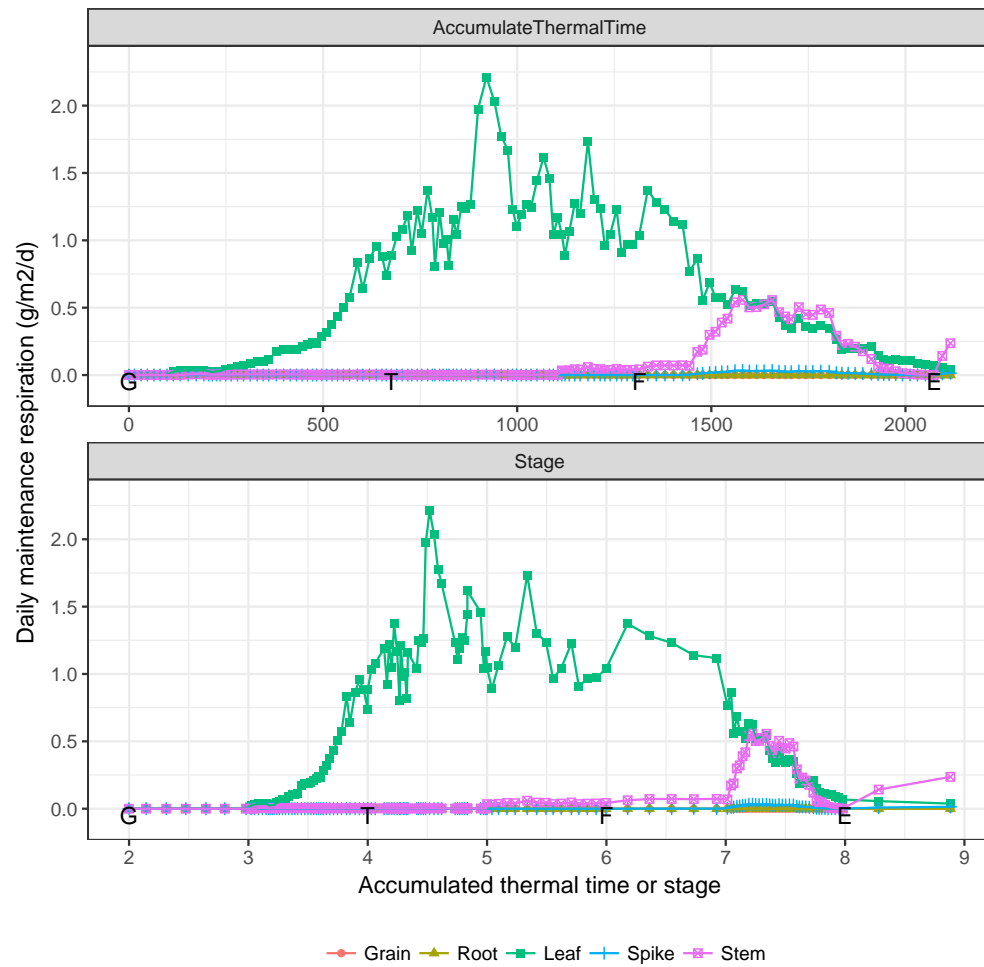 AccumulateThermalTime
2.0
1.5
1.0
0.5
0.0
G T F E
0 500 1000 1500 2000
Stage
2.0
1.5
1.0
0.5
0.0
G T F E
2 3 4 5 6 7 8 9
Daily maintenance respiration (g/m2/d)
Accumulated thermal time or stage
Grain Root Leaf Spike Stem